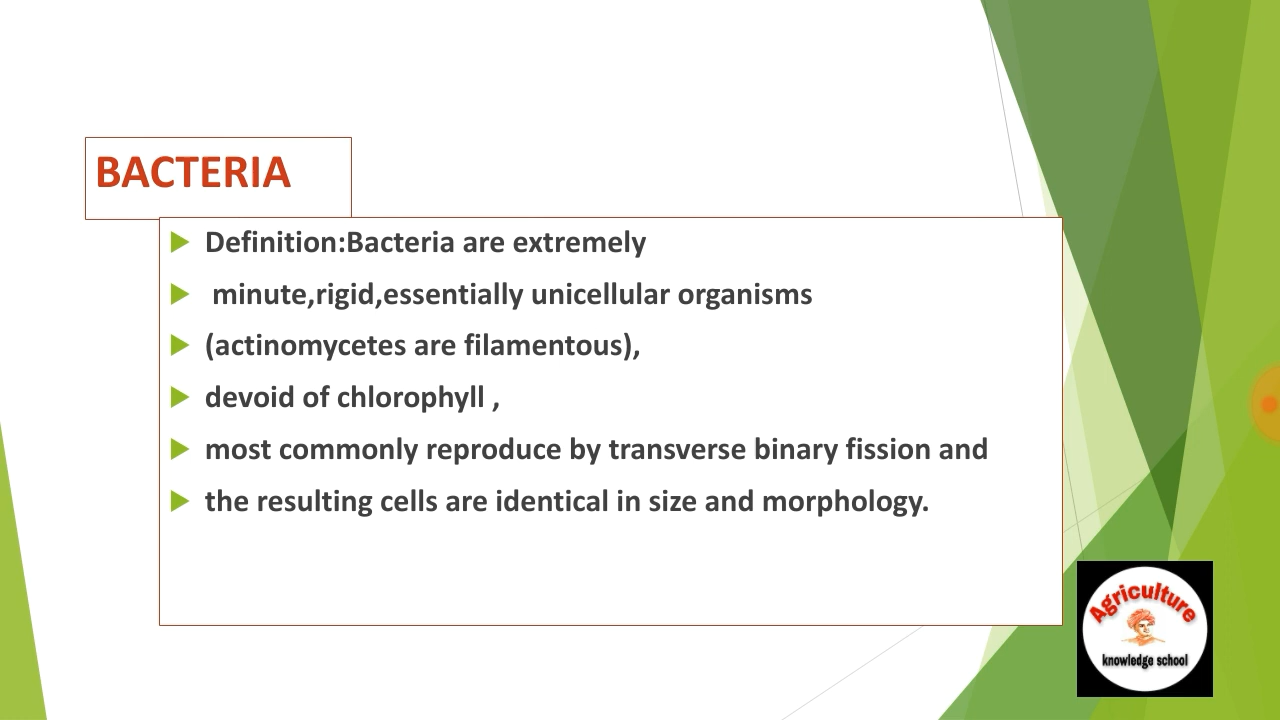 BACTERIA
Definition:Bacteria are extremely
minute,rigid,essentially unicellular organisms
(actinomycetes are filamentous),
devoid of chlorophyll ,
most commonly reproduce by transverse binary fission and
the resulting cells are identical in size and morphology.
Agriculture
knowledge school